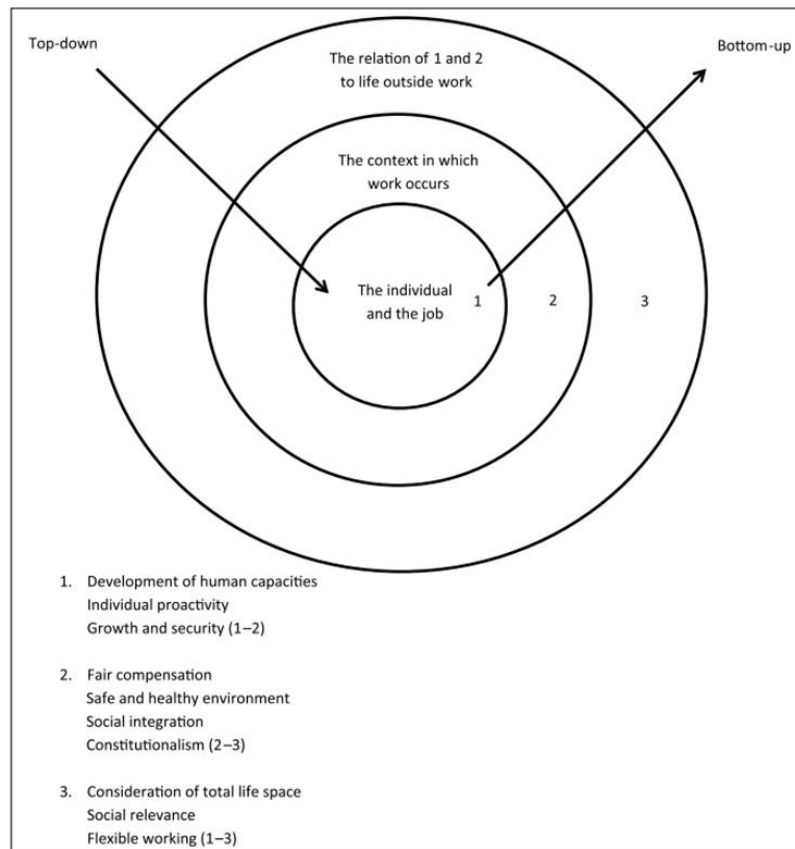 Top-down
Bottom-up
The relation of 1 and 2
to life outside work
The context in which
work occurs
The individual
and the job
1
2
3
1. Development of human capacities
Individual proactivity
Growth and security (1–2)
2. Fair compensation
Safe and healthy environment
Social integration
Constitutionalism (2–3)
3. Consideration of total life space
Social relevance
Flexible working (1–3)